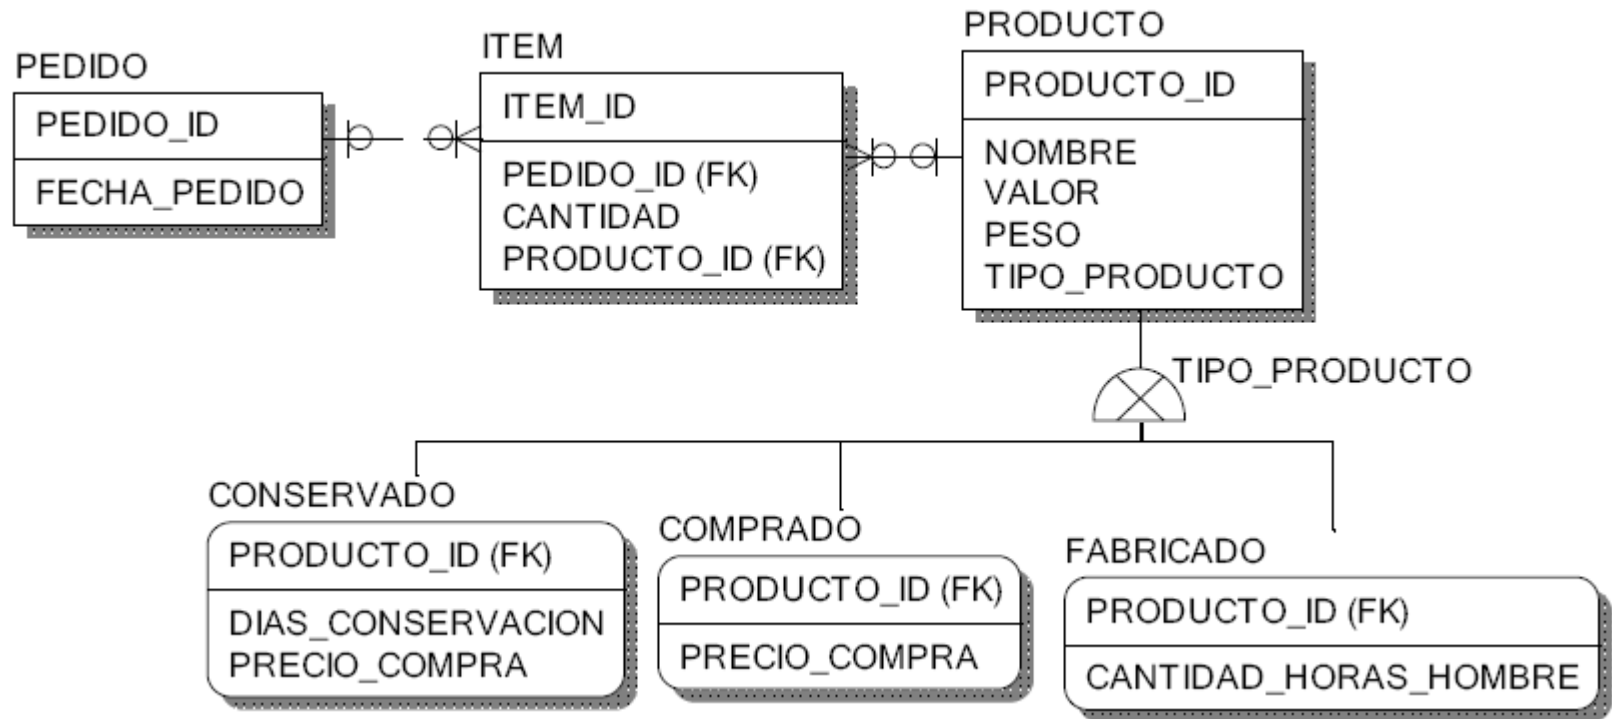 PEDIDO
PEDIDO_ID
FECHA_PEDIDO
ITEM
ITEM_ID
PEDIDO_ID (FK)
CANTIDAD
PRODUCTO_ID (FK)
PRODUCTO
PRODUCTO_ID
NOMBRE
VALOR
PESO
TIPO_PRODUCTO
TIPO_PRODUCTO
CONSERVADO
PRODUCTO_ID (FK)
DIAS_CONSERVACION
PRECIO_COMPRA
COMPRADO
PRODUCTO_ID (FK)
PRECIO_COMPRA
FABRICADO
PRODUCTO_ID (FK)
CANTIDAD_HORAS_HOMBRE